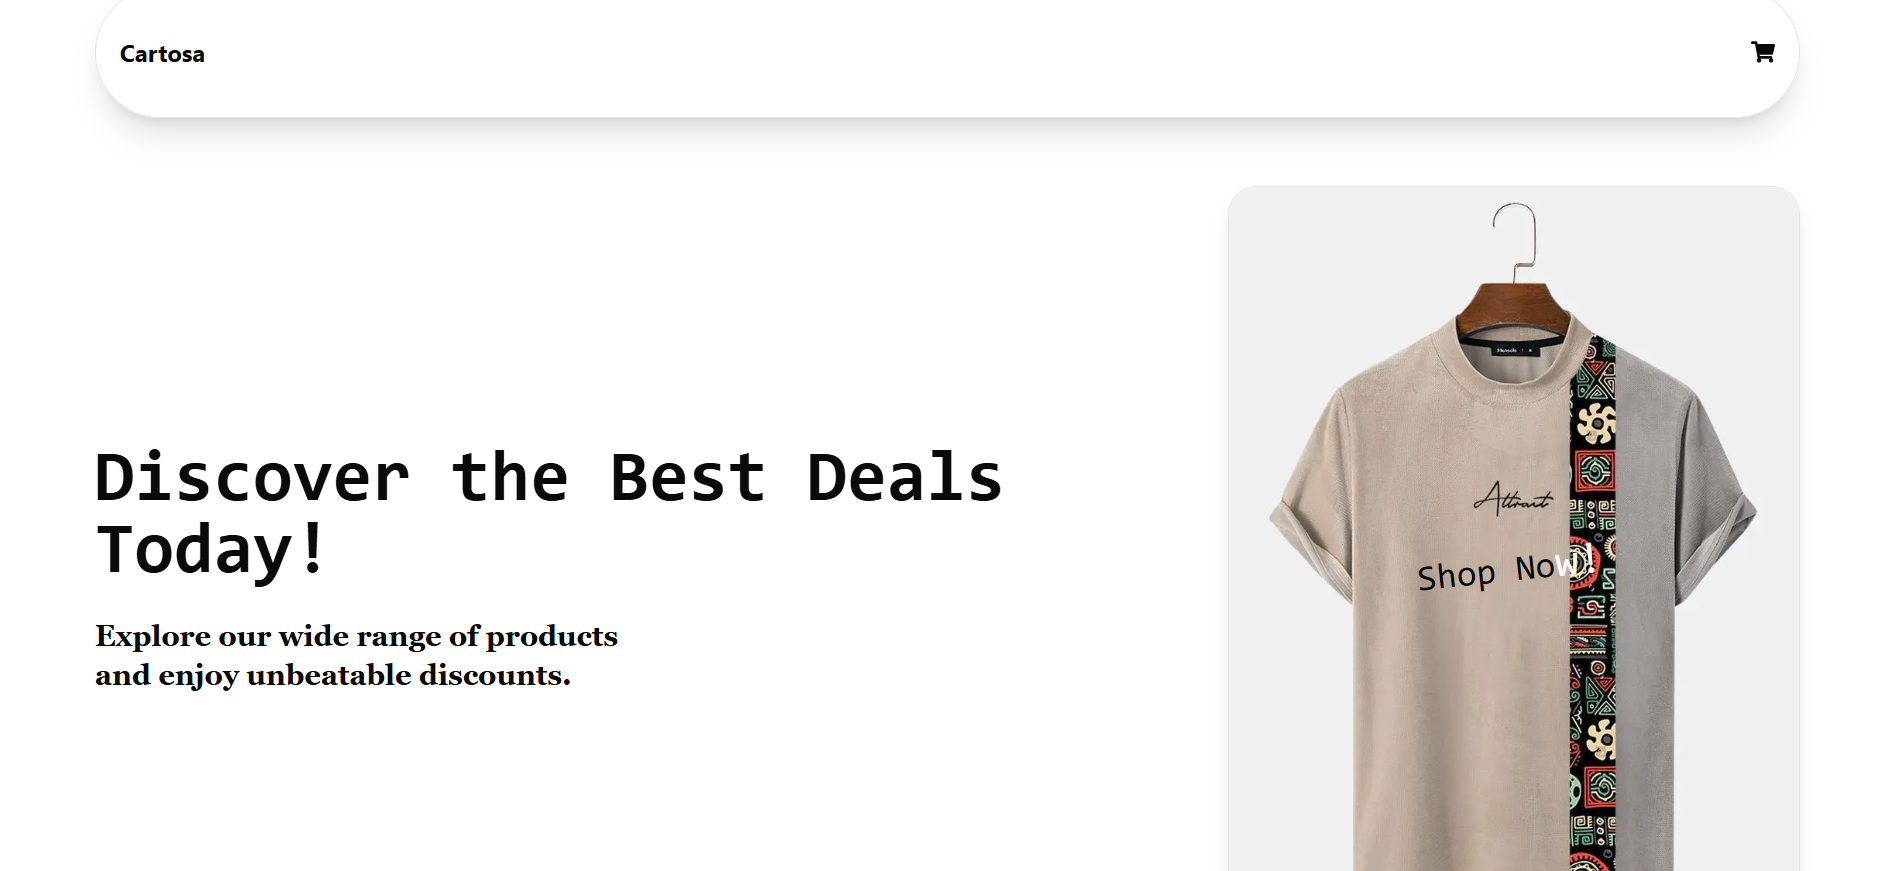 Cartosa
Discover the Best Deals
Today!
Explore our wide range of products
and enjoy unbeatable discounts.
Attract
Shop Now!